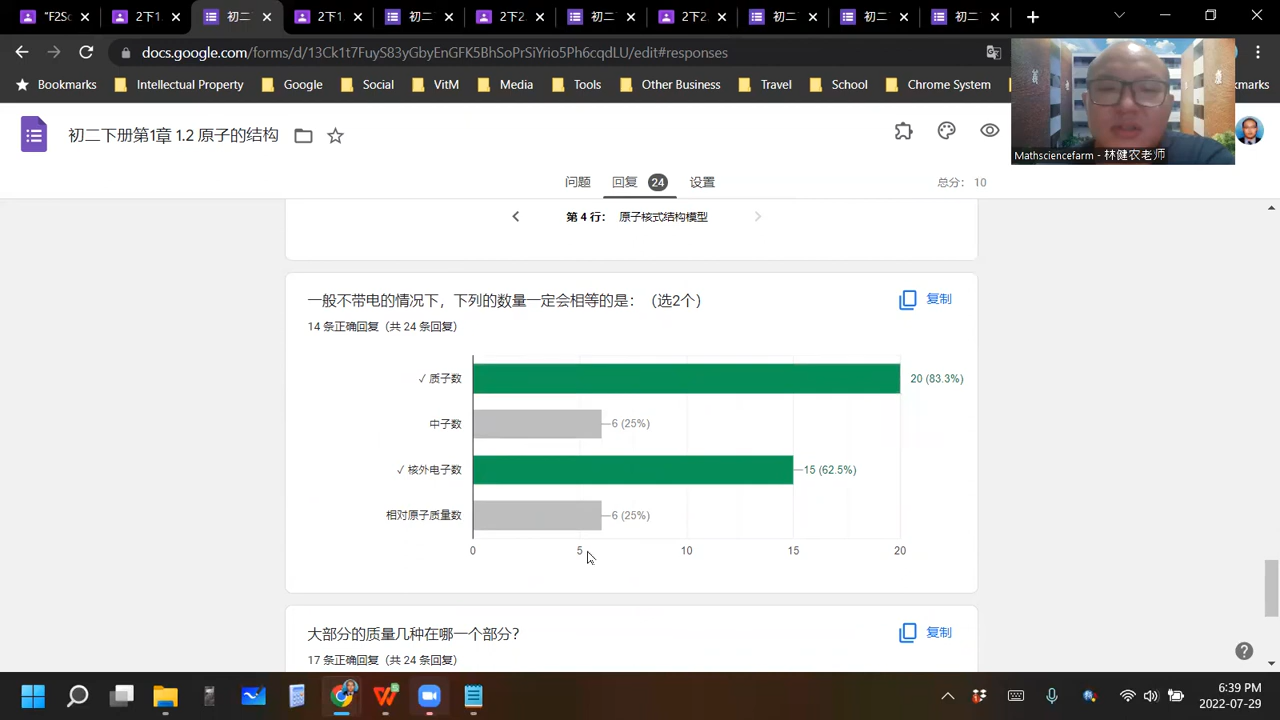 "F2Sc
2下1.
初二
2下1
初二
2下2.
初二
2下2.
初二
初二
初二
docs.google.com/forms/d/13Ck1t7FuyS83yGbyEnGFK5BhSoPrSiYrio5Ph6cqdLU/edit#responses
Bookmarks
Intellectual Property
Google
Social
VitM
Media
Tools
Other Business
Travel
School
Chrome System
kmarks
初二下册第1章 1.2 原子的结构
Mathsciencefarm - 林健农老师
问题
回复 24
设置
总分： 10
第 4 行： 原子核式结构模型
一般不带电的情况下，下列的数量一定会相等的是：（选2个）
复制
14 条正确回复（共 24 条回复）
✓ 质子数
20 (83.3%)
中子数
6 (25%)
✓ 核外电子数
15 (62.5%)
相对原子质量数
6 (25%)
0
5
10
15
20
大部分的质量几种在哪一个部分？
复制
17 条正确回复（共 24 条回复）
6:39 PM
2022-07-29